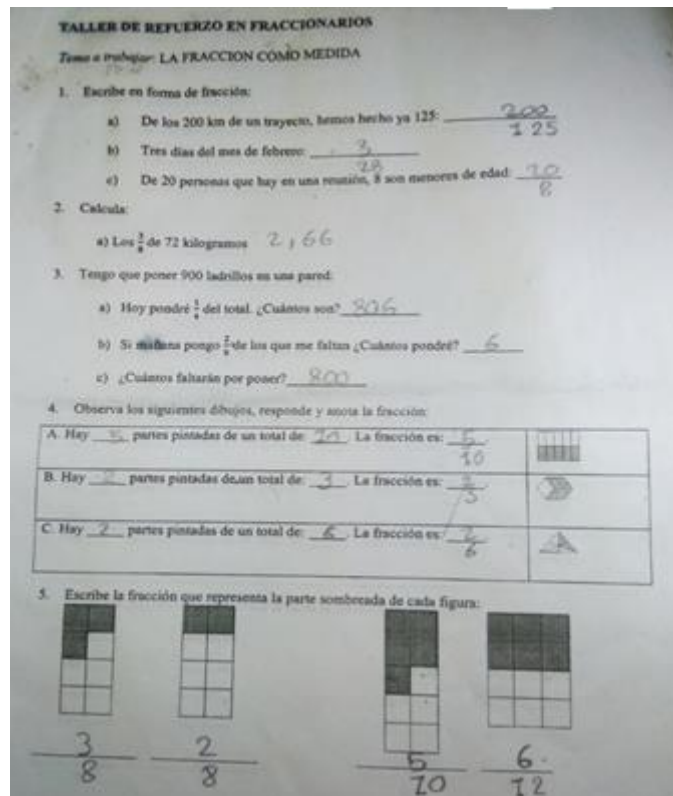 TALLER DE REFUERZO EN FRACCIONARIOS
Tema a trabajar: LA FRACCION COMO MEDIDA
1. Escribe en forma de fracción:
a) De los 200 km de un trayecto, hemos hecho ya 125: 200/125
b) Tres días del mes de febrero: 3/28
c) De 20 personas que hay en una reunión, 8 son menores de edad: 20/8
2. Calcula:
a) Los de 72 kilogramos 2,66
3. Tengo que poner 900 ladrillos en una pared:
a) Hoy pondré del total. ¿Cuántos son? 806
b) Si mañana pongo de los que me faltan ¿Cuántos pondré? 6
c) ¿Cuántos faltarán por poner? 800
4. Observa los siguientes dibujos, responde y anota la fracción:
A. Hay 5 partes pintadas de un total de: 10. La fracción es: 5/10
B. Hay 2 partes pintadas de un total de: 3. La fracción es: 2/3
C. Hay 2 partes pintadas de un total de: 6. La fracción es: 2/6
5. Escribe la fracción que representa la parte sombreada de cada figura:
3/8 2/8 5/10 6/12